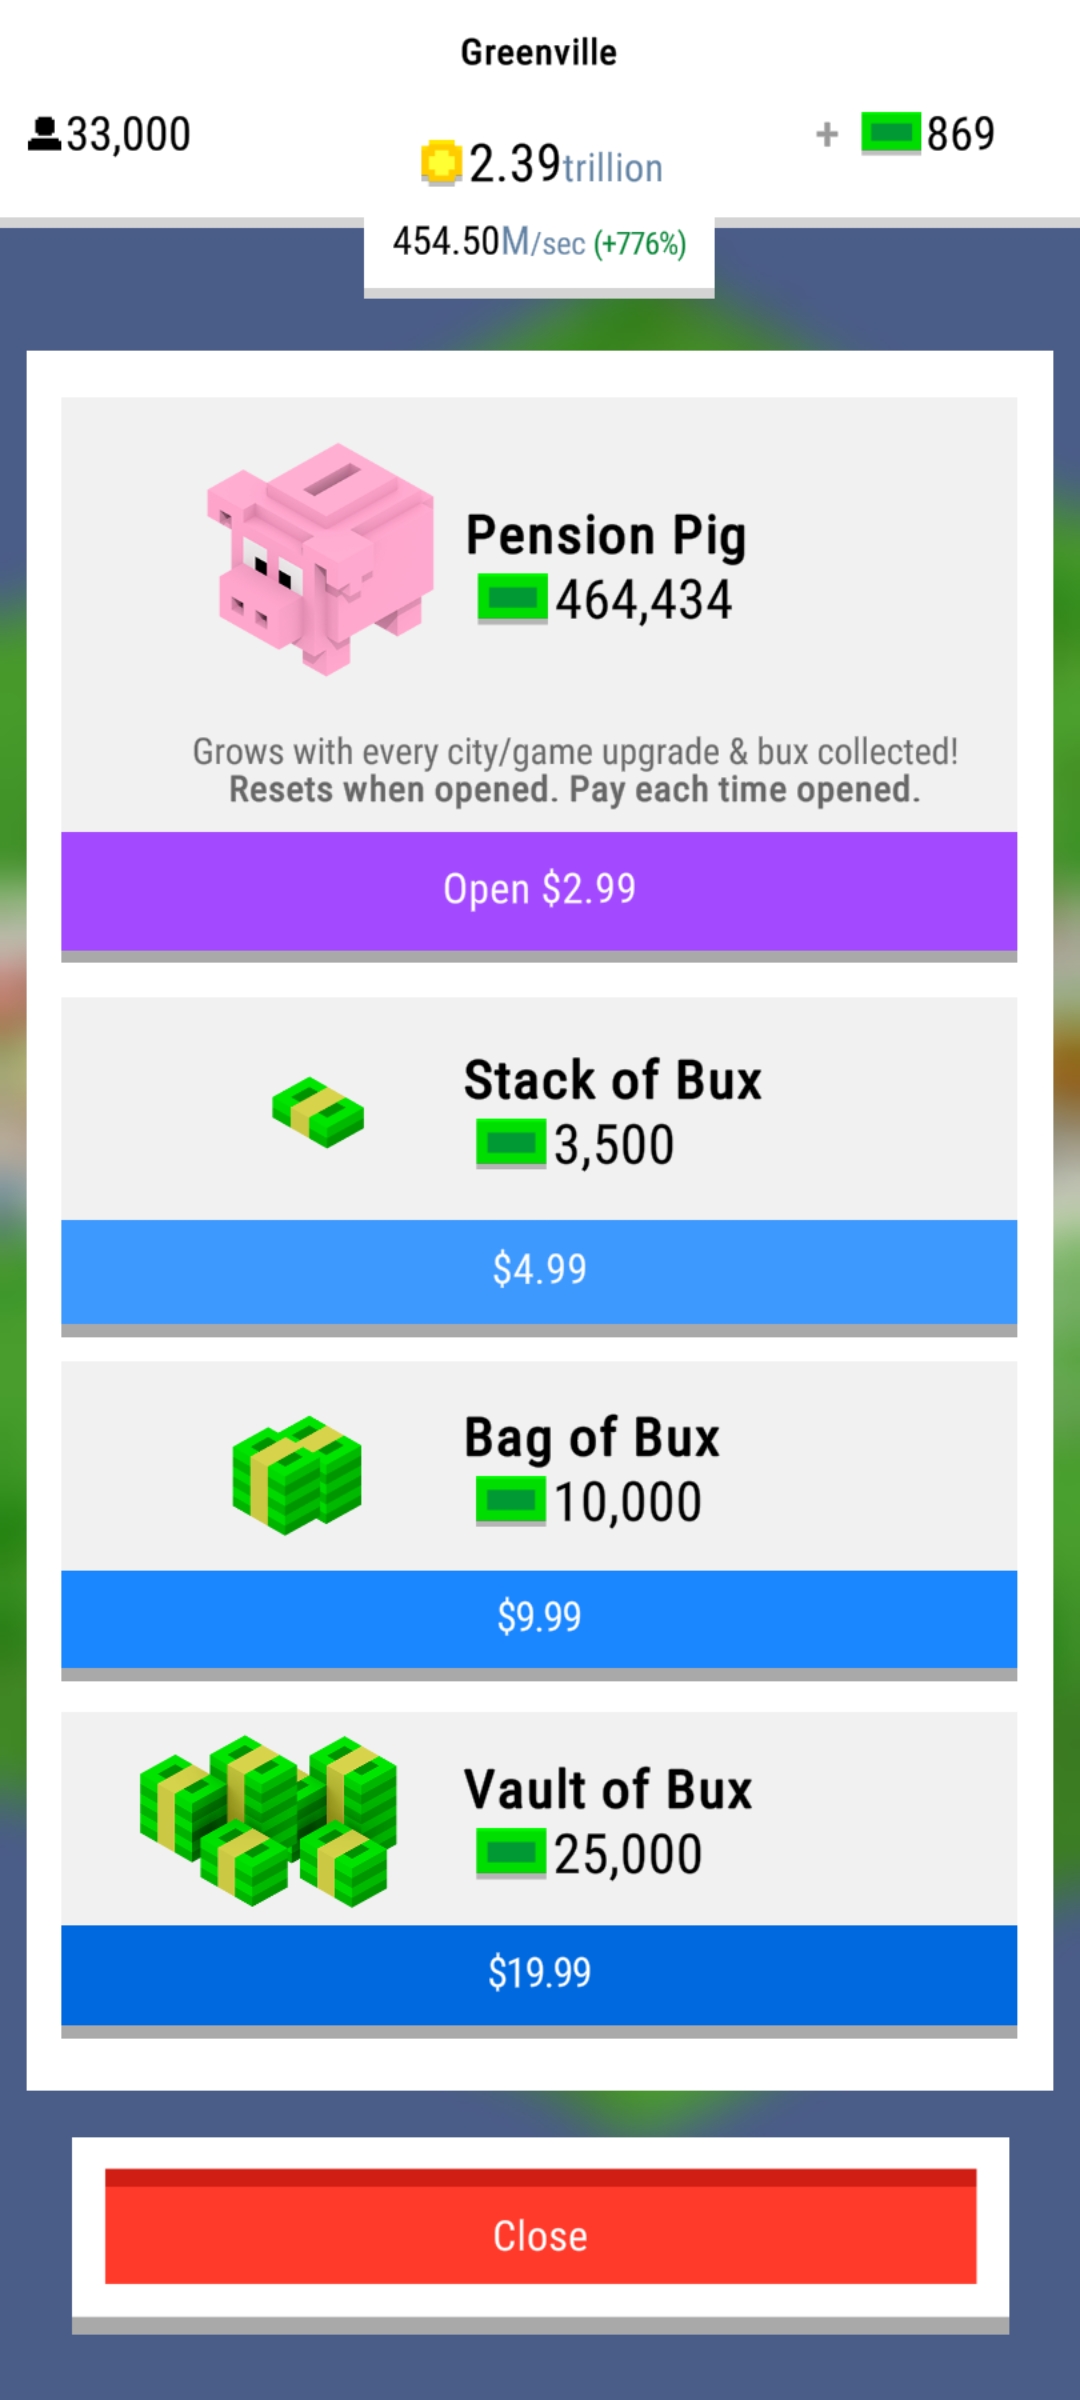 Greenville
33,000
2.39trillion
+ 869
454.50M/sec (+776%)
Pension Pig
464,434
Grows with every city/game upgrade & bux collected!
Resets when opened. Pay each time opened.
Open $2.99
Stack of Bux
3,500
$4.99
Bag of Bux
10,000
$9.99
Vault of Bux
25,000
$19.99
Close